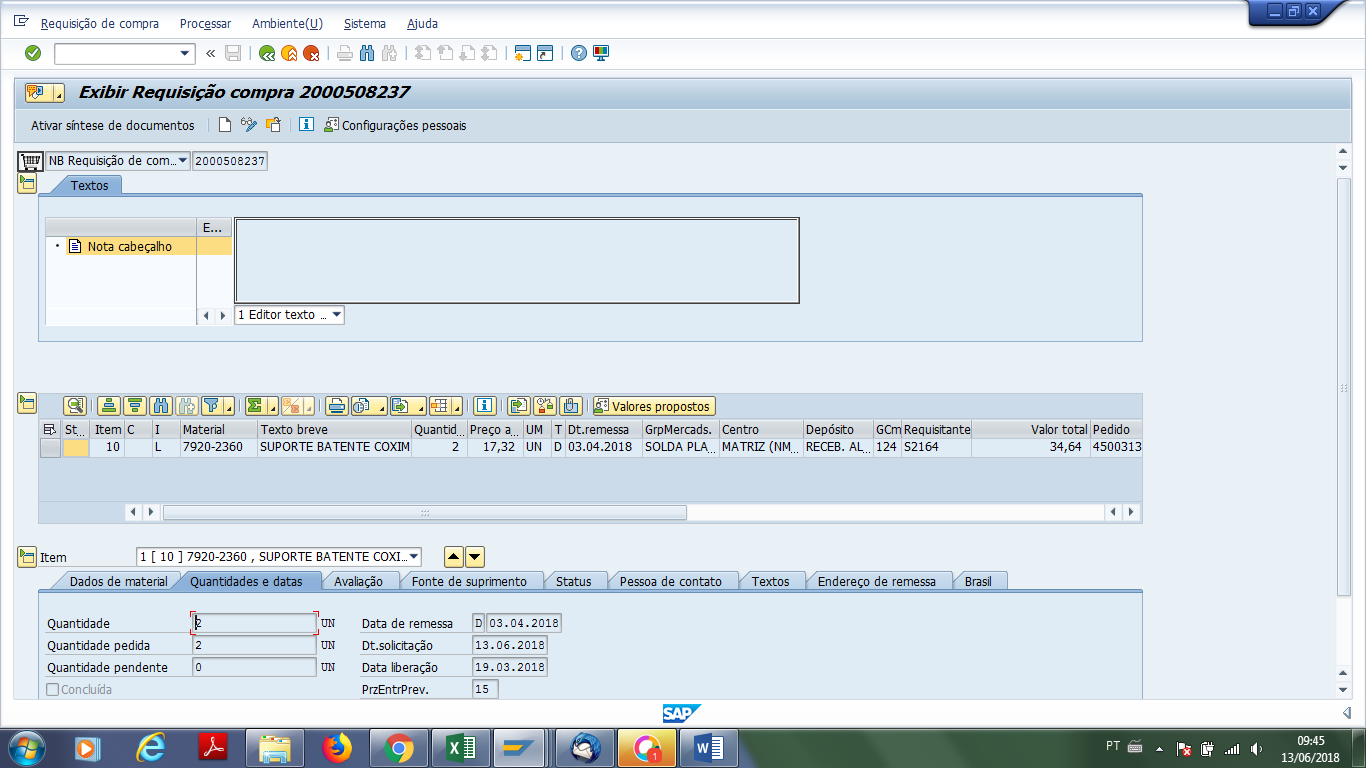 Requisição de compra Processar Ambiente(U) Sistema Ajuda
Exibir Requisição compra 2000508237
Ativar síntese de documentos Configurações pessoais
NB Requisição de com... 2000508237
Textos
E...
Nota cabeçalho
1 Editor texto ...
Valores propostos
St... Item C I Material Texto breve Quantid... Preço a... UM T Dt.remessa GrpMercads. Centro Depósito GCm Requisitante Valor total Pedido
10 L 7920-2360 SUPORTE BATENTE COXIM 2 17,32 UN D 03.04.2018 SOLDA PLA... MATRIZ (NM... RECEB. AL... 124 S2164 34,64 4500313
Item 1 [ 10 ] 7920-2360 , SUPORTE BATENTE COXI...
Dados de material Quantidades e datas Avaliação Fonte de suprimento Status Pessoa de contato Textos Endereço de remessa Brasil
Quantidade 2 UN Data de remessa D 03.04.2018
Quantidade pedida 2 UN Dt.solicitação 13.06.2018
Quantidade pendente 0 UN Data liberação 19.03.2018
Concluída PrzEntrPrev. 15
SAP
PT 09:45
13/06/2018